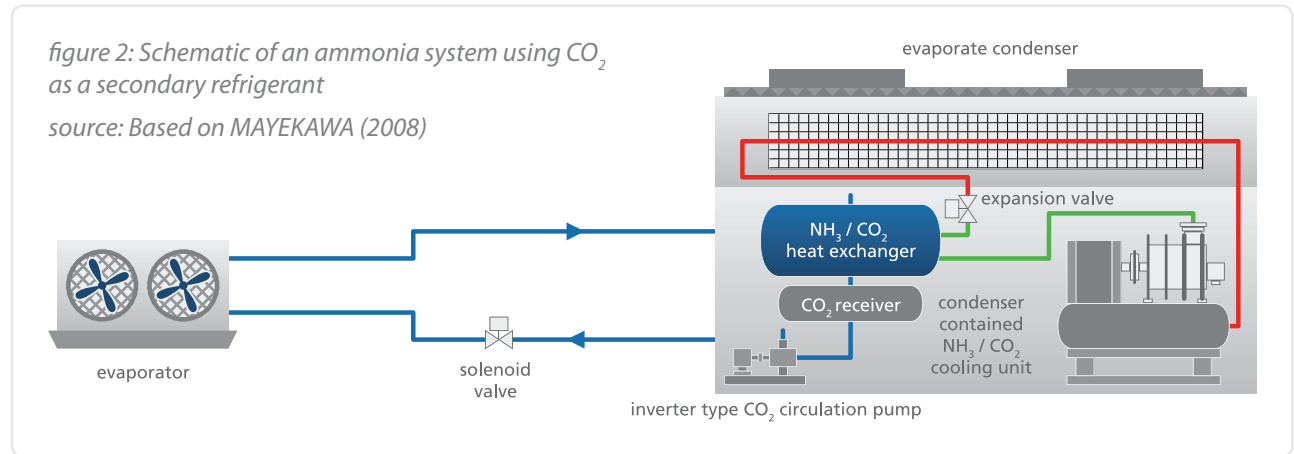 figure 2: Schematic of an ammonia system using CO₂
as a secondary refrigerant
source: Based on MAYEKAWA (2008)
evaporate condenser
expansion valve
NH₃ / CO₂
heat exchanger
CO₂ receiver
condenser
contained
NH₃ / CO₂
cooling unit
evaporator
solenoid
valve
inverter type CO₂ circulation pump